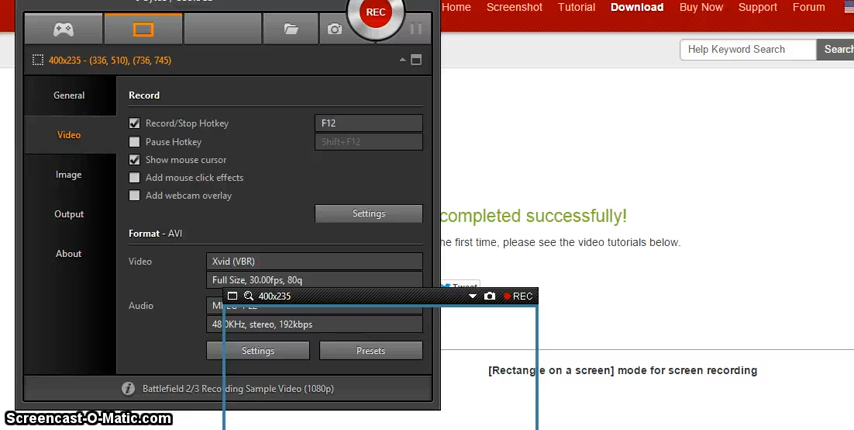 REC
Home Screenshot Tutorial Download Buy Now Support Forum
400x235 - (336, 510), (736, 745)
Help Keyword Search Search
General
Video
Image
Output
About
Record
Record/Stop Hotkey F12
Pause Hotkey Shift+F12
Show mouse cursor
Add mouse click effects
Add webcam overlay
Settings
Format - AVI
Video Xvid (VBR)
Full Size, 30.00fps, 80q
Audio
48.0KHz, stereo, 192kbps
Settings Presets
Battlefield 2/3 Recording Sample Video (1080p)
completed successfully!
the first time, please see the video tutorials below.
Tweet
400x235 REC
[Rectangle on a screen] mode for screen recording
Screencast-O-Matic.com